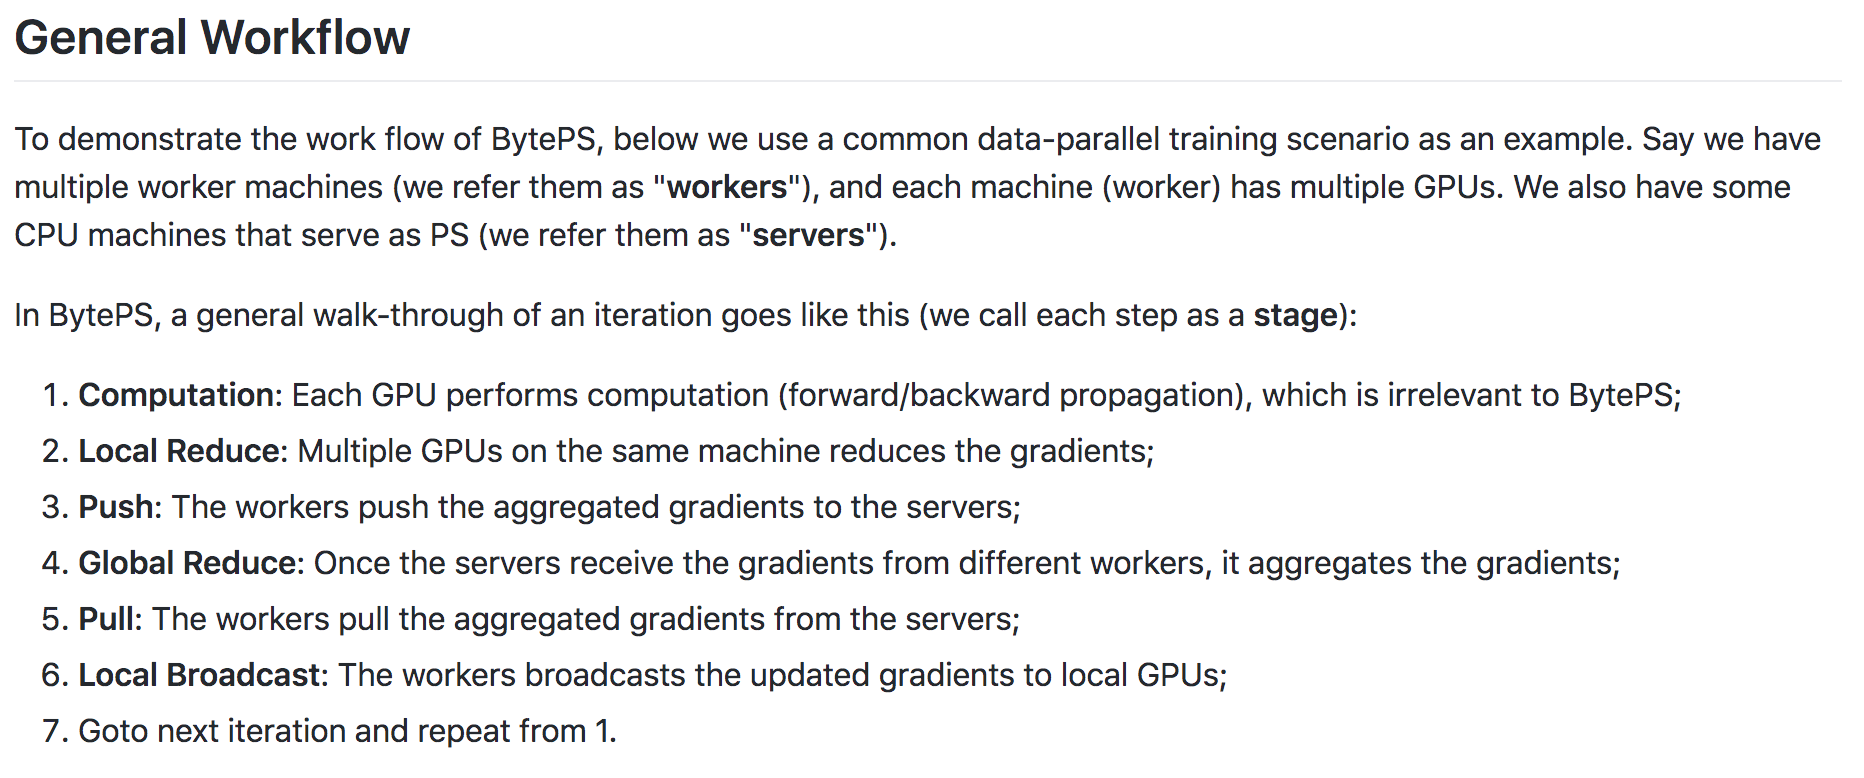 General Workflow
To demonstrate the work flow of BytePS, below we use a common data-parallel training scenario as an example. Say we have
multiple worker machines (we refer them as "workers"), and each machine (worker) has multiple GPUs. We also have some
CPU machines that serve as PS (we refer them as "servers").
In BytePS, a general walk-through of an iteration goes like this (we call each step as a stage):
1. Computation: Each GPU performs computation (forward/backward propagation), which is irrelevant to BytePS;
2. Local Reduce: Multiple GPUs on the same machine reduces the gradients;
3. Push: The workers push the aggregated gradients to the servers;
4. Global Reduce: Once the servers receive the gradients from different workers, it aggregates the gradients;
5. Pull: The workers pull the aggregated gradients from the servers;
6. Local Broadcast: The workers broadcasts the updated gradients to local GPUs;
7. Goto next iteration and repeat from 1.